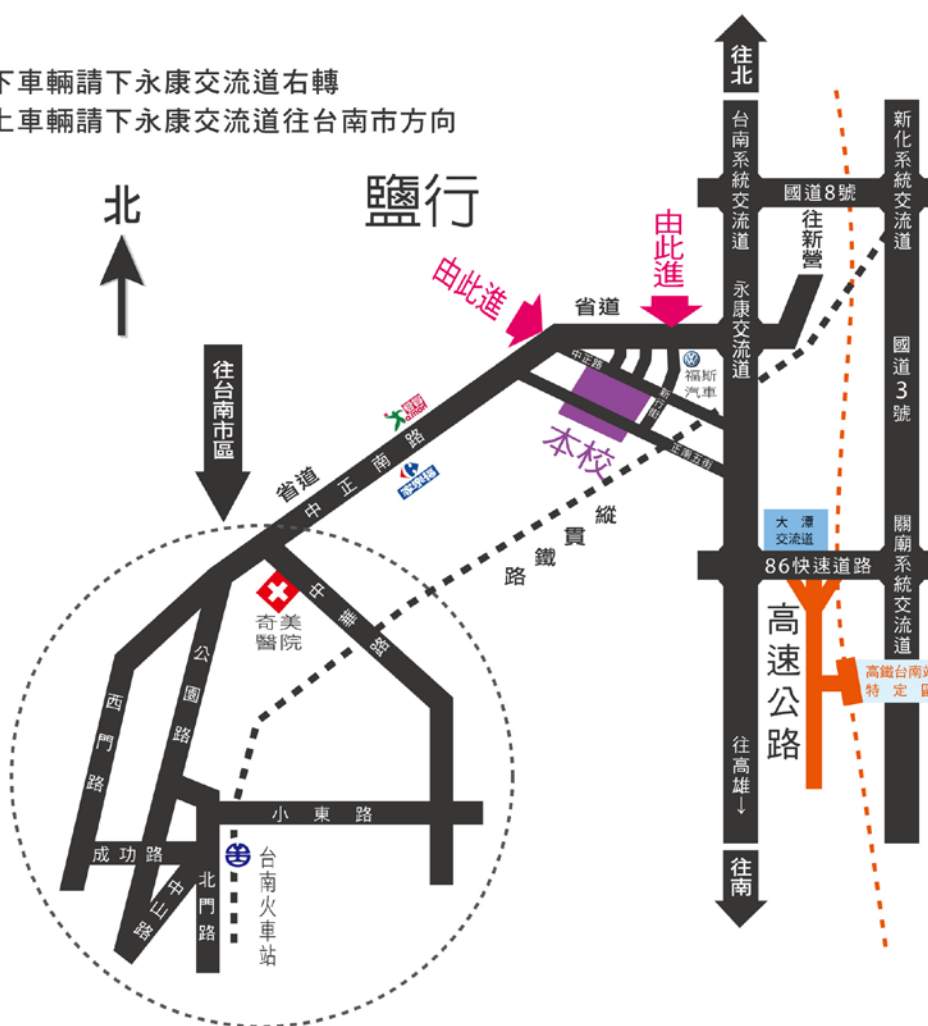 下車輛請下永康交流道右轉
上車輛請下永康交流道往台南市方向
北
鹽行
往北
台南系統交流道
新化系統交流道
國道8號
往新營
由此進
由此進
省道
永康交流道
國道3號
中正路
福斯
汽車
新行街
本校
正南五街
往台南市區
省道
中正南路
家樂福
縱貫鐵路
大潭
交流道
86快速道路
關廟系統交流道
高速公路
高鐵台南站
特定區
奇美
醫院
中華路
公園路
西門路
往高雄↓
小東路
成功路
中山路
北門路
台南火車站
往南